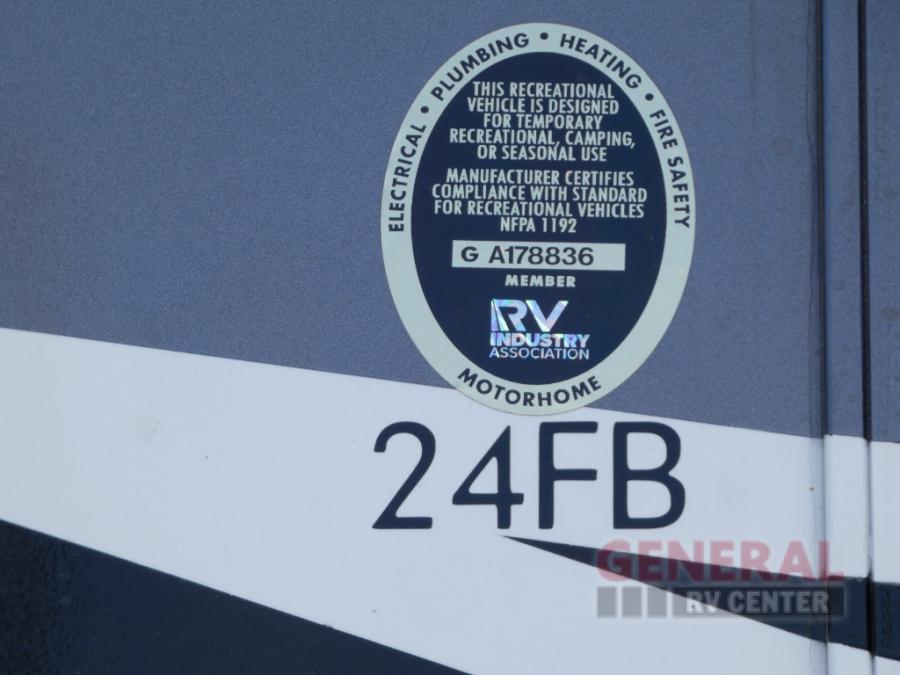 ELECTRICAL • PLUMBING • HEATING • FIRE SAFETY
THIS RECREATIONAL
VEHICLE IS DESIGNED
FOR TEMPORARY
RECREATIONAL, CAMPING,
OR SEASONAL USE
MANUFACTURER CERTIFIES
COMPLIANCE WITH STANDARD
FOR RECREATIONAL VEHICLES
NFPA 1192
G A178836
MEMBER
RV
INDUSTRY
ASSOCIATION
MOTORHOME
24FB
GENERAL
RV CENTER